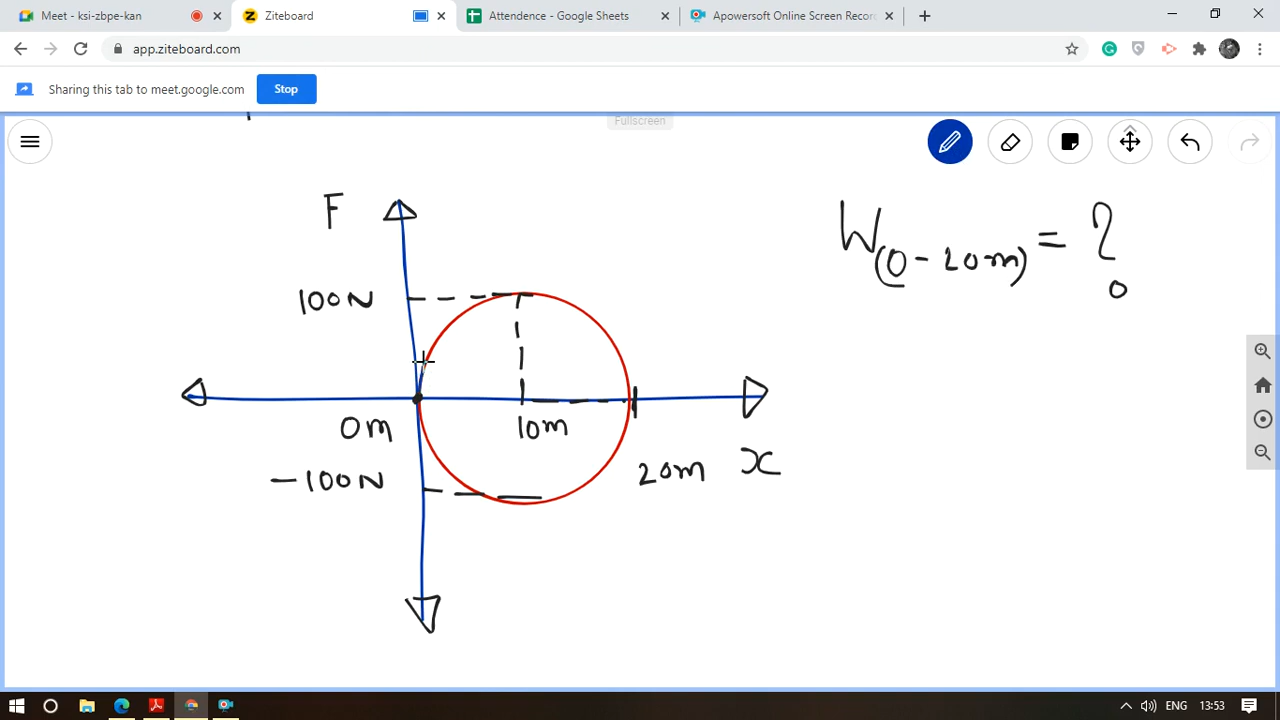 Meet - ksi-zbpe-kan
Ziteboard
Attendence - Google Sheets
Apowersoft Online Screen Recor
app.ziteboard.com
Sharing this tab to meet.google.com
Stop
Fullscreen
F
W(0 - 20m) = ?
100N
0m
10m
-100N
20m
x
ENG
13:53